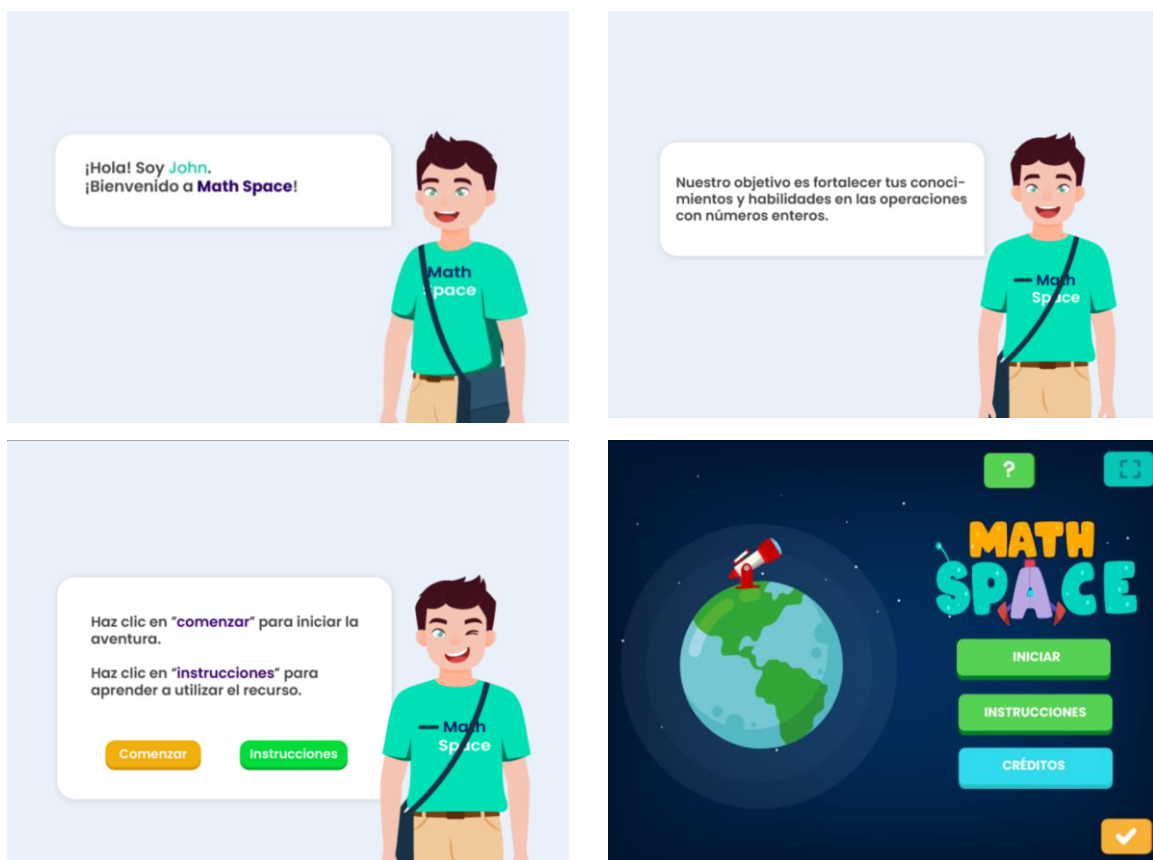 ¡Hola! Soy John.
¡Bienvenido a Math Space!
Math
Space
Nuestro objetivo es fortalecer tus conoci-
mientos y habilidades en las operaciones
con números enteros.
Math
Space
Haz clic en "comenzar" para iniciar la
aventura.
Haz clic en "instrucciones" para
aprender a utilizar el recurso.
Comenzar
Instrucciones
Math
Space
?
MATH
SPACE
INICIAR
INSTRUCCIONES
CRÉDITOS